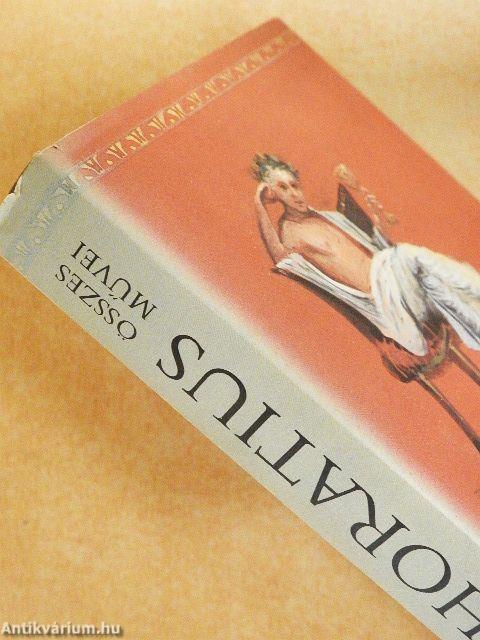 HORATIUS
ÖSSZES
MŰVEI
Antikvárium.hu